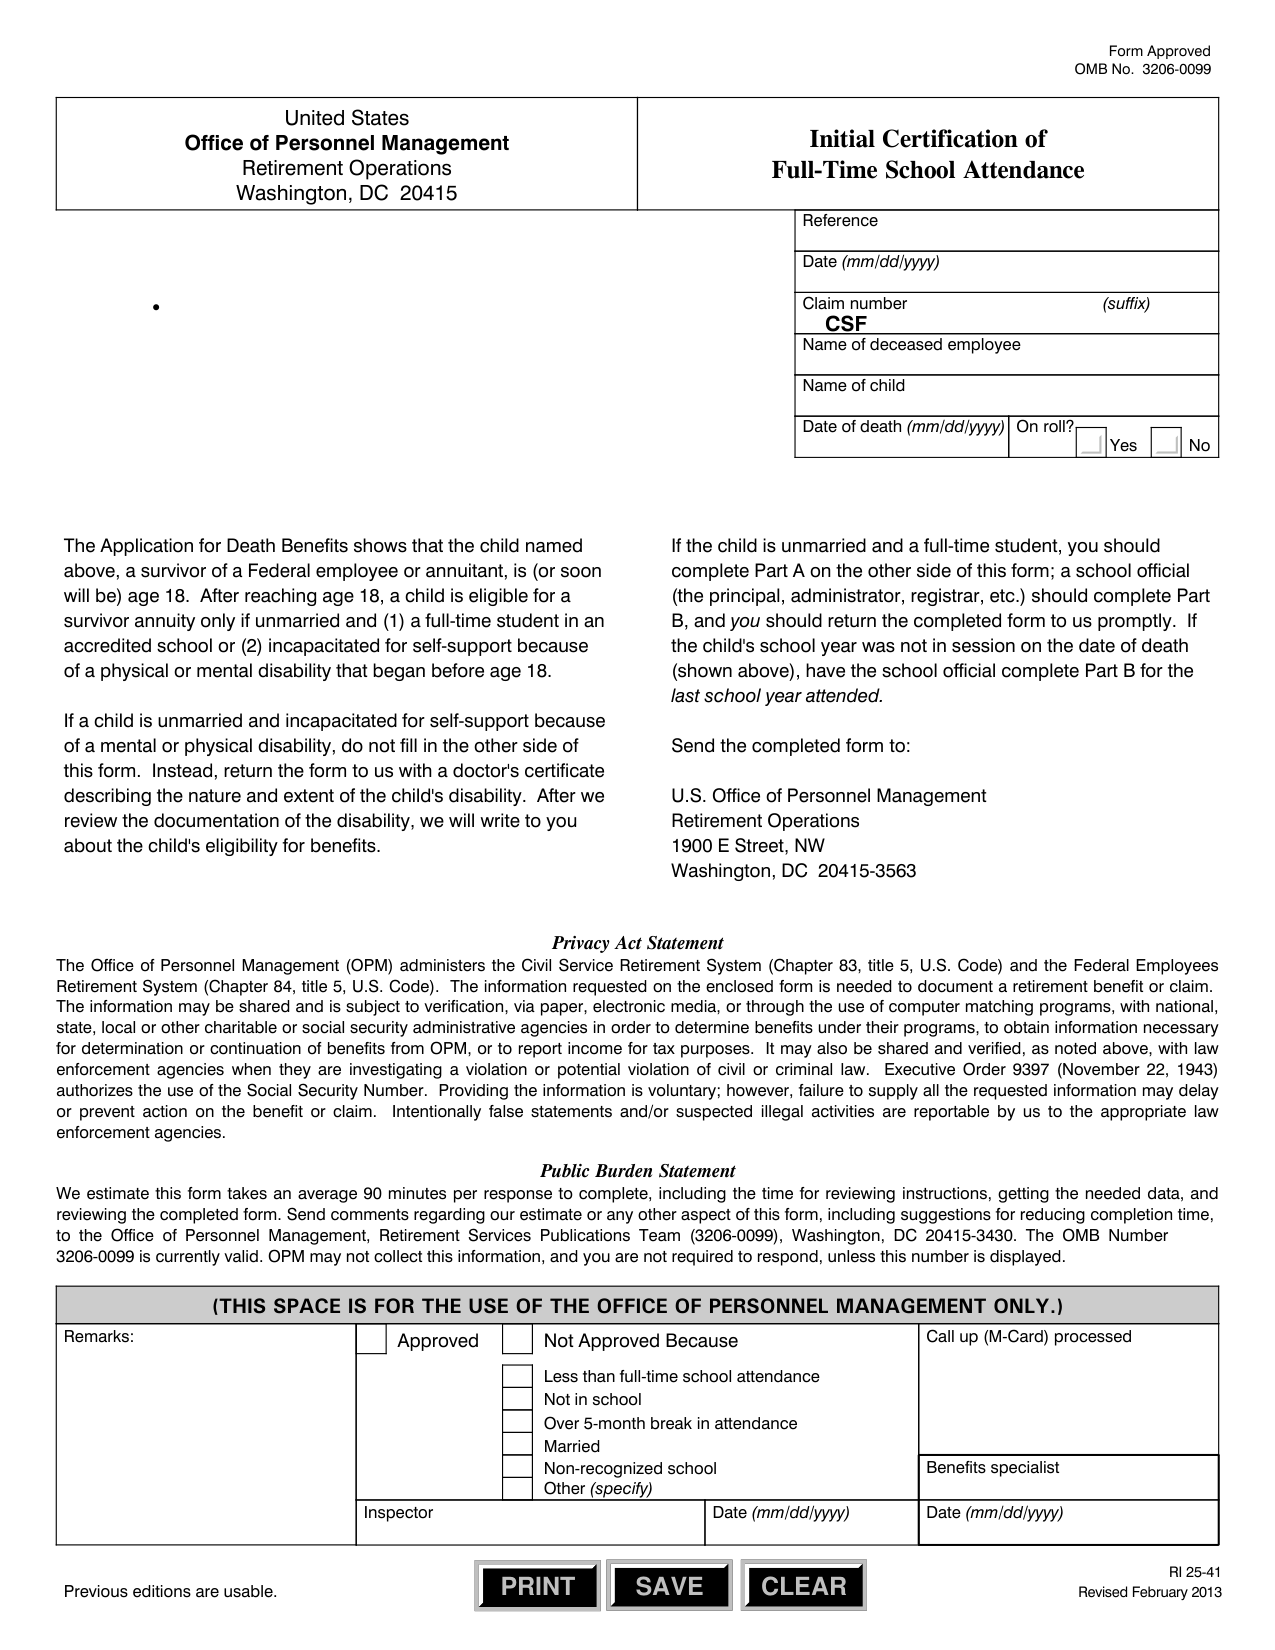 Form Approved
OMB No. 3206-0099
United States
Office of Personnel Management
Retirement Operations
Washington, DC 20415
Initial Certification of
Full-Time School Attendance
Reference
Date (mm/dd/yyyy)
Claim number (suffix)
CSF
Name of deceased employee
Name of child
Date of death (mm/dd/yyyy) On roll? Yes No
The Application for Death Benefits shows that the child named
above, a survivor of a Federal employee or annuitant, is (or soon
will be) age 18. After reaching age 18, a child is eligible for a
survivor annuity only if unmarried and (1) a full-time student in an
accredited school or (2) incapacitated for self-support because
of a physical or mental disability that began before age 18.
If a child is unmarried and incapacitated for self-support because
of a mental or physical disability, do not fill in the other side of
this form. Instead, return the form to us with a doctor's certificate
describing the nature and extent of the child's disability. After we
review the documentation of the disability, we will write to you
about the child's eligibility for benefits.
If the child is unmarried and a full-time student, you should
complete Part A on the other side of this form; a school official
(the principal, administrator, registrar, etc.) should complete Part
B, and you should return the completed form to us promptly. If
the child's school year was not in session on the date of death
(shown above), have the school official complete Part B for the
last school year attended.
Send the completed form to:
U.S. Office of Personnel Management
Retirement Operations
1900 E Street, NW
Washington, DC 20415-3563
Privacy Act Statement
The Office of Personnel Management (OPM) administers the Civil Service Retirement System (Chapter 83, title 5, U.S. Code) and the Federal Employees
Retirement System (Chapter 84, title 5, U.S. Code). The information requested on the enclosed form is needed to document a retirement benefit or claim.
The information may be shared and is subject to verification, via paper, electronic media, or through the use of computer matching programs, with national,
state, local or other charitable or social security administrative agencies in order to determine benefits under their programs, to obtain information necessary
for determination or continuation of benefits from OPM, or to report income for tax purposes. It may also be shared and verified, as noted above, with law
enforcement agencies when they are investigating a violation or potential violation of civil or criminal law. Executive Order 9397 (November 22, 1943)
authorizes the use of the Social Security Number. Providing the information is voluntary; however, failure to supply all the requested information may delay
or prevent action on the benefit or claim. Intentionally false statements and/or suspected illegal activities are reportable by us to the appropriate law
enforcement agencies.
Public Burden Statement
We estimate this form takes an average 90 minutes per response to complete, including the time for reviewing instructions, getting the needed data, and
reviewing the completed form. Send comments regarding our estimate or any other aspect of this form, including suggestions for reducing completion time,
to the Office of Personnel Management, Retirement Services Publications Team (3206-0099), Washington, DC 20415-3430. The OMB Number
3206-0099 is currently valid. OPM may not collect this information, and you are not required to respond, unless this number is displayed.
(THIS SPACE IS FOR THE USE OF THE OFFICE OF PERSONNEL MANAGEMENT ONLY.)
Remarks:
Approved Not Approved Because
Less than full-time school attendance
Not in school
Over 5-month break in attendance
Married
Non-recognized school
Other (specify)
Call up (M-Card) processed
Benefits specialist
Inspector Date (mm/dd/yyyy) Date (mm/dd/yyyy)
Previous editions are usable.
PRINT SAVE CLEAR
RI 25-41
Revised February 2013